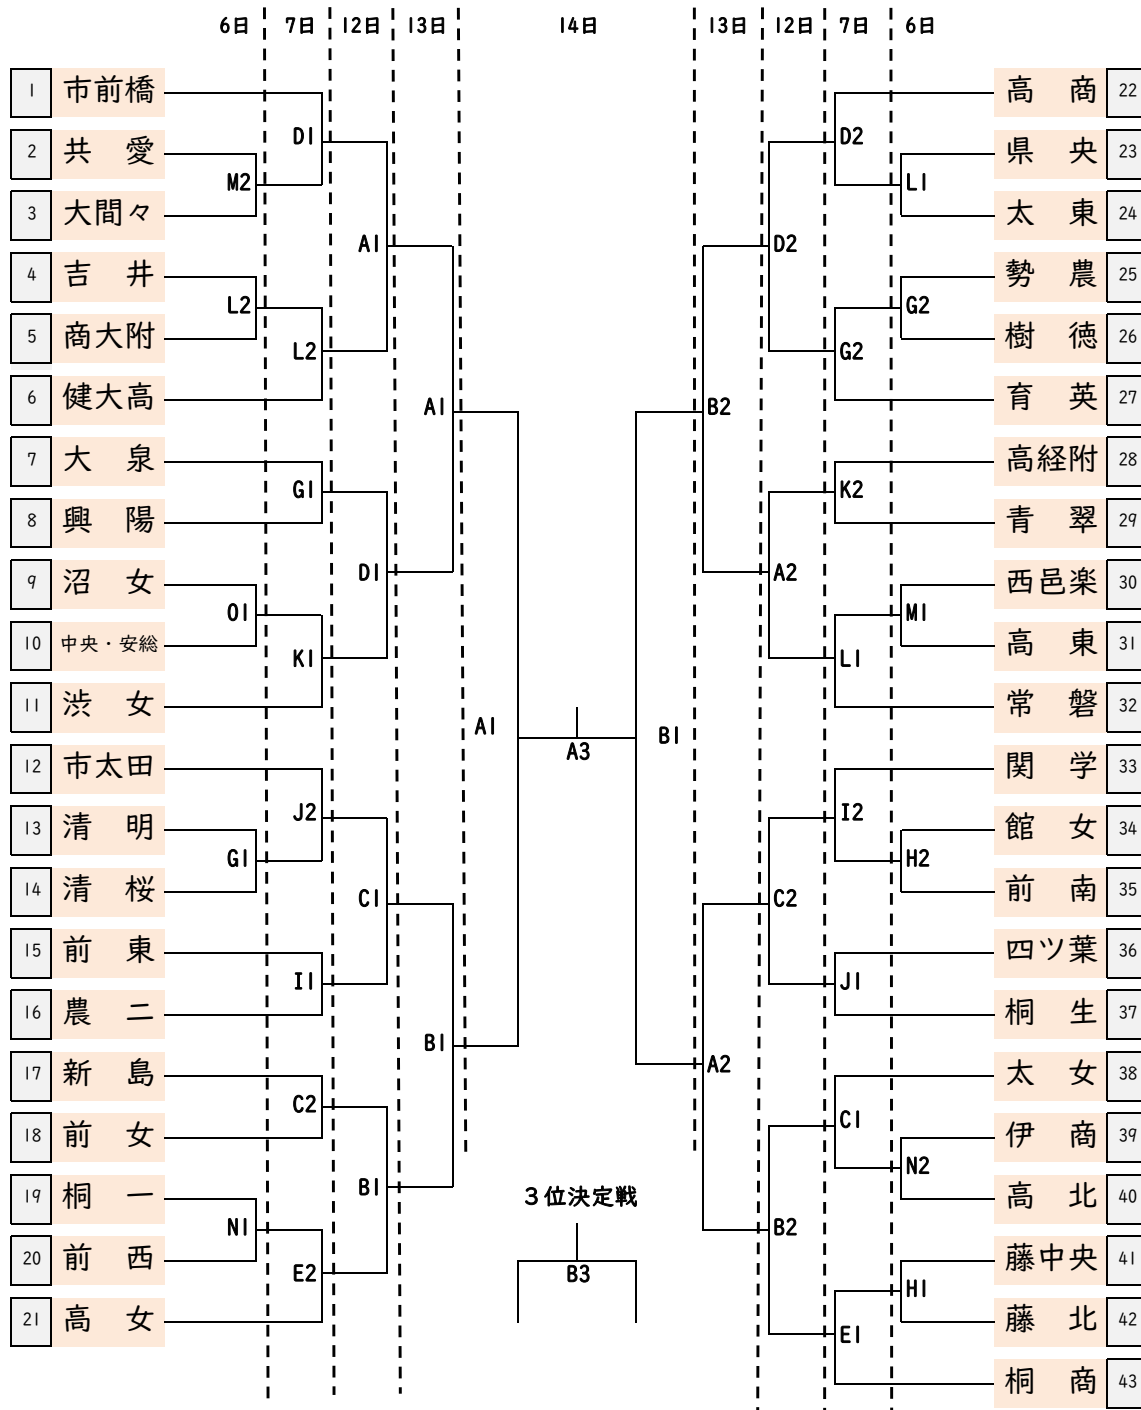 6日 7日 12日 13日 14日 13日 12日 7日 6日
1 市前橋
2 共 愛
3 大間々
4 吉 井
5 商大附
6 健大高
7 大 泉
8 興 陽
9 沼 女
10 中央・安総
11 渋 女
12 市太田
13 清 明
14 清 桜
15 前 東
16 農 二
17 新 島
18 前 女
19 桐 一
20 前 西
21 高 女
M2
L2
O1
G1
N1
D1
L2
G1
K1
J2
I1
C2
E2
A1
D1
C1
B1
A1
B1
A1
A3
B1
3位決定戦
B3
B2
A2
D2
A2
C2
B2
D2
G2
K2
L1
I2
J1
C1
E1
L1
G2
M1
H2
N2
H1
高 商 22
県 央 23
太 東 24
勢 農 25
樹 徳 26
育 英 27
高経附 28
青 翠 29
西邑楽 30
高 東 31
常 磐 32
関 学 33
館 女 34
前 南 35
四ツ葉 36
桐 生 37
太 女 38
伊 商 39
高 北 40
藤中央 41
藤 北 42
桐 商 43